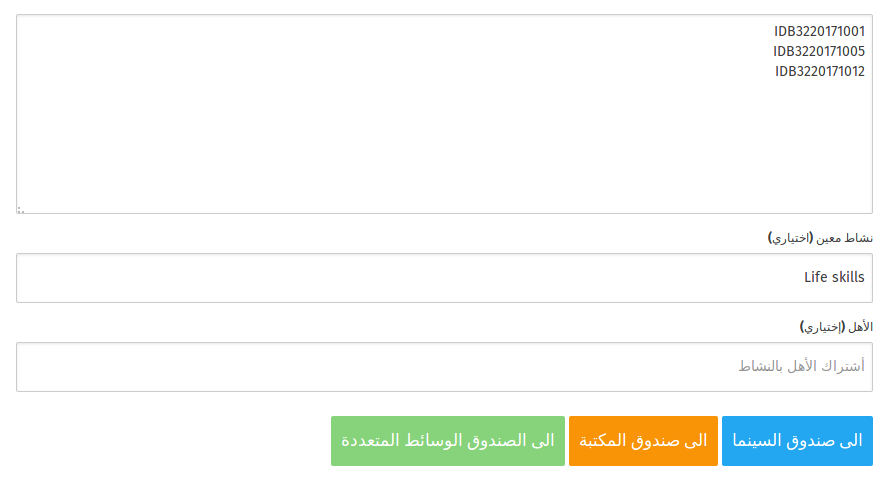 IDB3220171001
IDB3220171005
IDB3220171012
نشاط معين (اختياري)
Life skills
الأهل (إختياري)
أشتراك الأهل بالنشاط
الى صندوق السينما
الى صندوق المكتبة
الى الصندوق الوسائط المتعددة